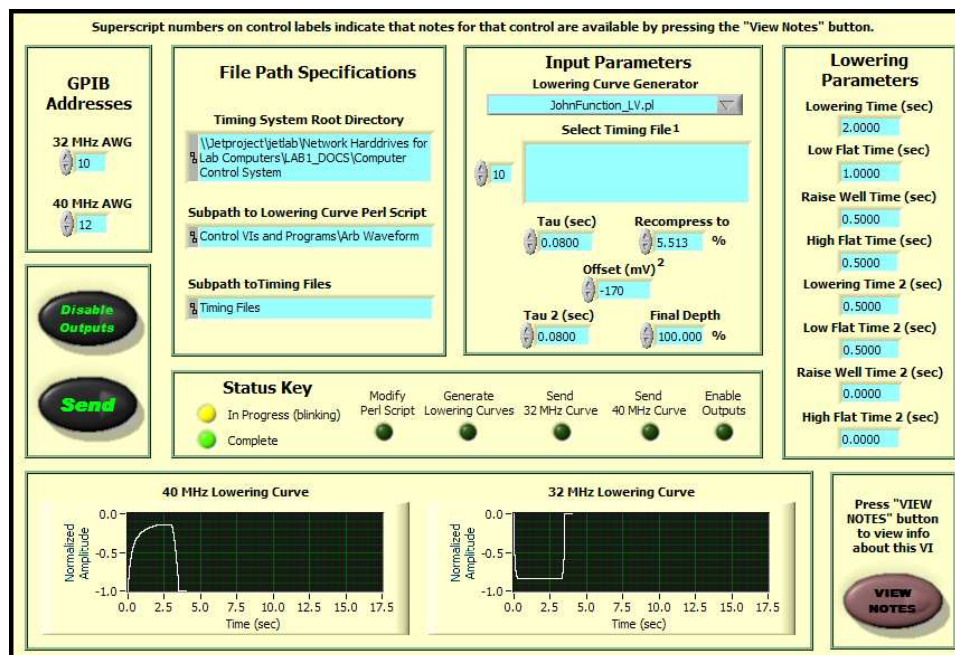 Superscript numbers on control labels indicate that notes for that control are available by pressing the "View Notes" button.
GPIB
Addresses
32 MHz AWG
10
40 MHz AWG
12
Disable
Outputs
Send
File Path Specifications
Timing System Root Directory
\\Jetproject\jetlab\Network Harddrives for
Lab Computers\LAB1_DOCS\Computer
Control System
Subpath to Lowering Curve Perl Script
Control VIs and Programs\Arb Waveform
Subpath toTiming Files
Timing Files
Input Parameters
Lowering Curve Generator
JohnFunction_LV.pl
Select Timing File1
10
Tau (sec) Recompress to
0.0800 5.513 %
Offset (mV)2
-170
Tau 2 (sec) Final Depth
0.0800 100.000 %
Lowering
Parameters
Lowering Time (sec)
2.0000
Low Flat Time (sec)
1.0000
Raise Well Time (sec)
0.5000
High Flat Time (sec)
0.5000
Lowering Time 2 (sec)
0.5000
Low Flat Time 2 (sec)
0.5000
Raise Well Time 2 (sec)
0.0000
High Flat Time 2 (sec)
0.0000
Status Key
In Progress (blinking)
Complete
Modify
Perl Script
Generate
Lowering Curves
Send
32 MHz Curve
Send
40 MHz Curve
Enable
Outputs
40 MHz Lowering Curve
Normalized
Amplitude
0.0
-0.5
-1.0
0.0 2.5 5.0 7.5 10.0 12.5 15.0 17.5
Time (sec)
32 MHz Lowering Curve
Normalized
Amplitude
0.0
-0.5
-1.0
0.0 2.5 5.0 7.5 10.0 12.5 15.0 17.5
Time (sec)
Press "VIEW
NOTES" button
to view info
about this VI
VIEW
NOTES